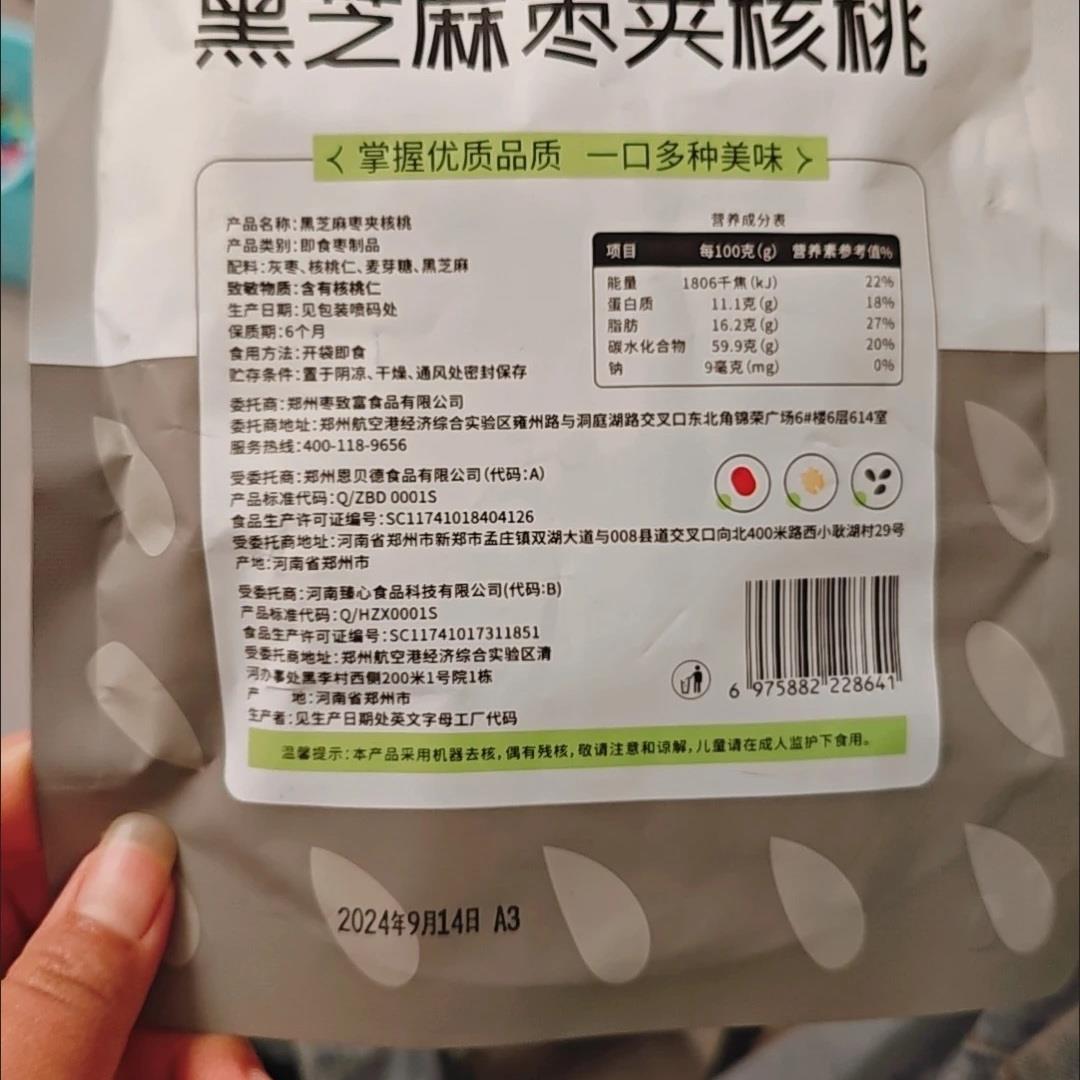 黑芝麻枣夹核桃
掌握优质品质 一口多种美味
产品名称:黑芝麻枣夹核桃
产品类别:即食枣制品
配料:灰枣、核桃仁、麦芽糖、黑芝麻
致敏物质:含有核桃仁
生产日期:见包装喷码处
保质期:6个月
食用方法:开袋即食
贮存条件:置于阴凉、干燥、通风处密封保存
营养成分表
项目 每100克(g) 营养素参考值%
能量 1806千焦(kJ) 22%
蛋白质 11.1克(g) 18%
脂肪 16.2克(g) 27%
碳水化合物 59.9克(g) 20%
钠 9毫克(mg) 0%
委托商:郑州枣致富食品有限公司
委托商地址:郑州航空港经济综合实验区雍州路与洞庭湖路交叉口东北角锦荣广场6#楼6层614室
服务热线:400-118-9656
受委托商:郑州恩贝德食品有限公司(代码:A)
产品标准代码:Q/ZBD 0001S
食品生产许可证编号:SC11741018404126
受委托商地址:河南省郑州市新郑市孟庄镇双湖大道与008县道交叉口向北400米路西小耿湖村29号
产地:河南省郑州市
受委托商:河南臻心食品科技有限公司(代码:B)
产品标准代码:Q/HZX0001S
食品生产许可证编号:SC11741017311851
受委托商地址:郑州航空港经济综合实验区清
河办事处黑李村西侧200米1号院1栋
产 地:河南省郑州市
生产者:见生产日期处英文字母工厂代码
6 975882 228641
温馨提示:本产品采用机器去核,偶有残核,敬请注意和谅解,儿童请在成人监护下食用。
2024年9月14日 A3